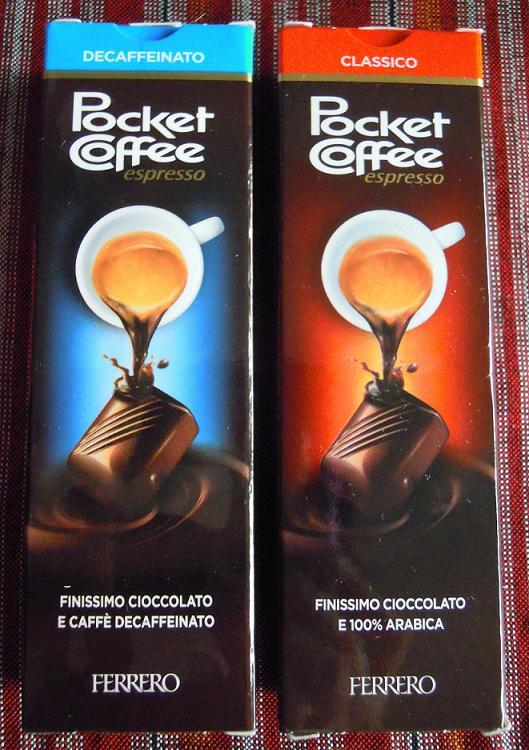 DECAFFEINATO
Pocket
Coffee
espresso
FINISSIMO CIOCCOLATO
E CAFFÈ DECAFFEINATO
FERRERO
CLASSICO
Pocket
Coffee
espresso
FINISSIMO CIOCCOLATO
E 100% ARABICA
FERRERO